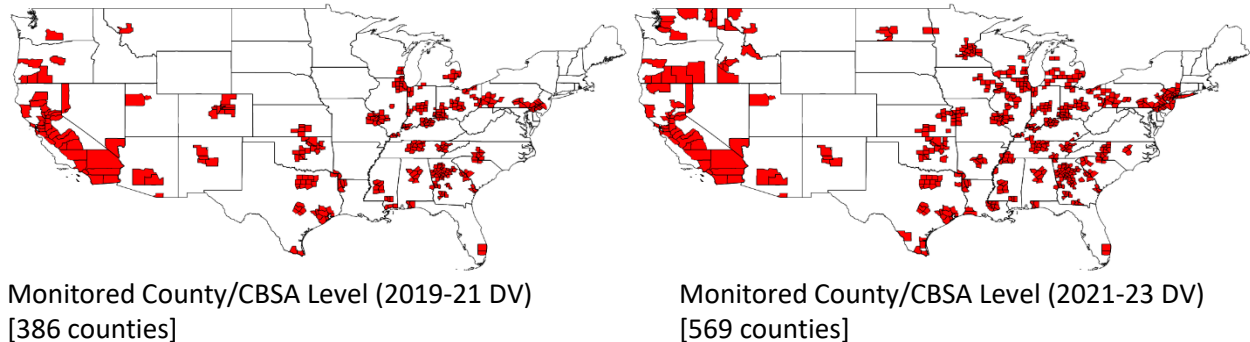 Monitored County/CBSA Level (2019-21 DV)
[386 counties]
Monitored County/CBSA Level (2021-23 DV)
[569 counties]